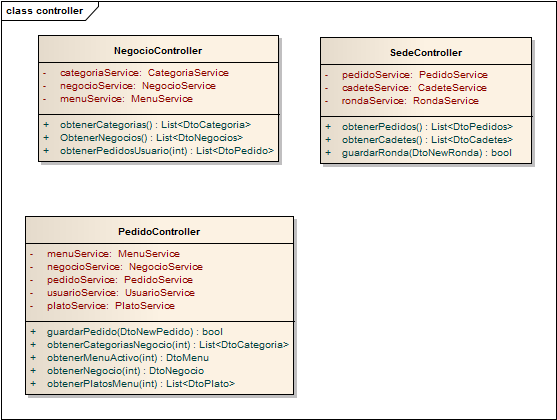 class controller
NegocioController
- categoriaService: CategoriaService
- negocioService: NegocioService
- menuService: MenuService
+ obtenerCategorias() : List<DtoCategoria>
+ ObtenerNegocios() : List<DtoNegocios>
+ obtenerPedidosUsuario(int) : List<DtoPedido>
SedeController
- pedidoService: PedidoService
- cadeteService: CadeteService
- rondaService: RondaService
+ obtenerPedidos() : List<DtoPedidos>
+ obtenerCadetes() : List<DtoCadetes>
+ guardarRonda(DtoNewRonda) : bool
PedidoController
- menuService: MenuService
- negocioService: NegocioService
- pedidoService: PedidoService
- usuarioService: UsuarioService
- platoService: PlatoService
+ guardarPedido(DtoNewPedido) : bool
+ obtenerCategoriasNegocio(int) : List<DtoCategoria>
+ obtenerMenuActivo(int) : DtoMenu
+ obtenerNegocio(int) : DtoNegocio
+ obtenerPlatosMenu(int) : List<DtoPlato>